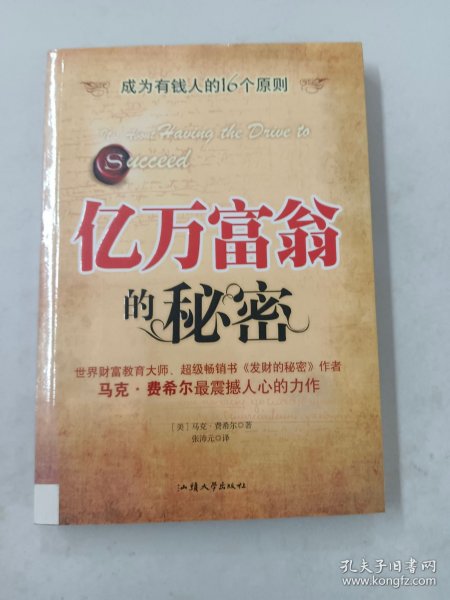 成为有钱人的16个原则
Having the Drive to
Succeed
亿万富翁
的秘密
世界财富教育大师、超级畅销书《发财的秘密》作者
马克·费希尔最震撼人心的力作
[美]马克·费希尔◎著
张沛元◎译
汕头大学出版社
孔夫子旧书网
www.kongfz.com